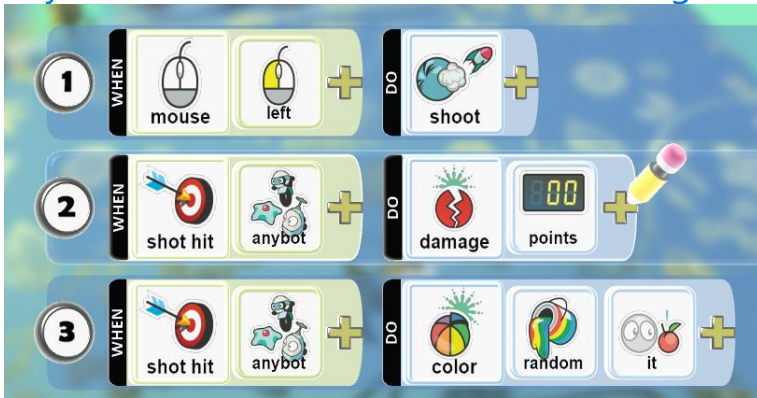 1 WHEN mouse left DO shoot
2 WHEN shot hit anybot DO damage 00 points
3 WHEN shot hit anybot DO color random it